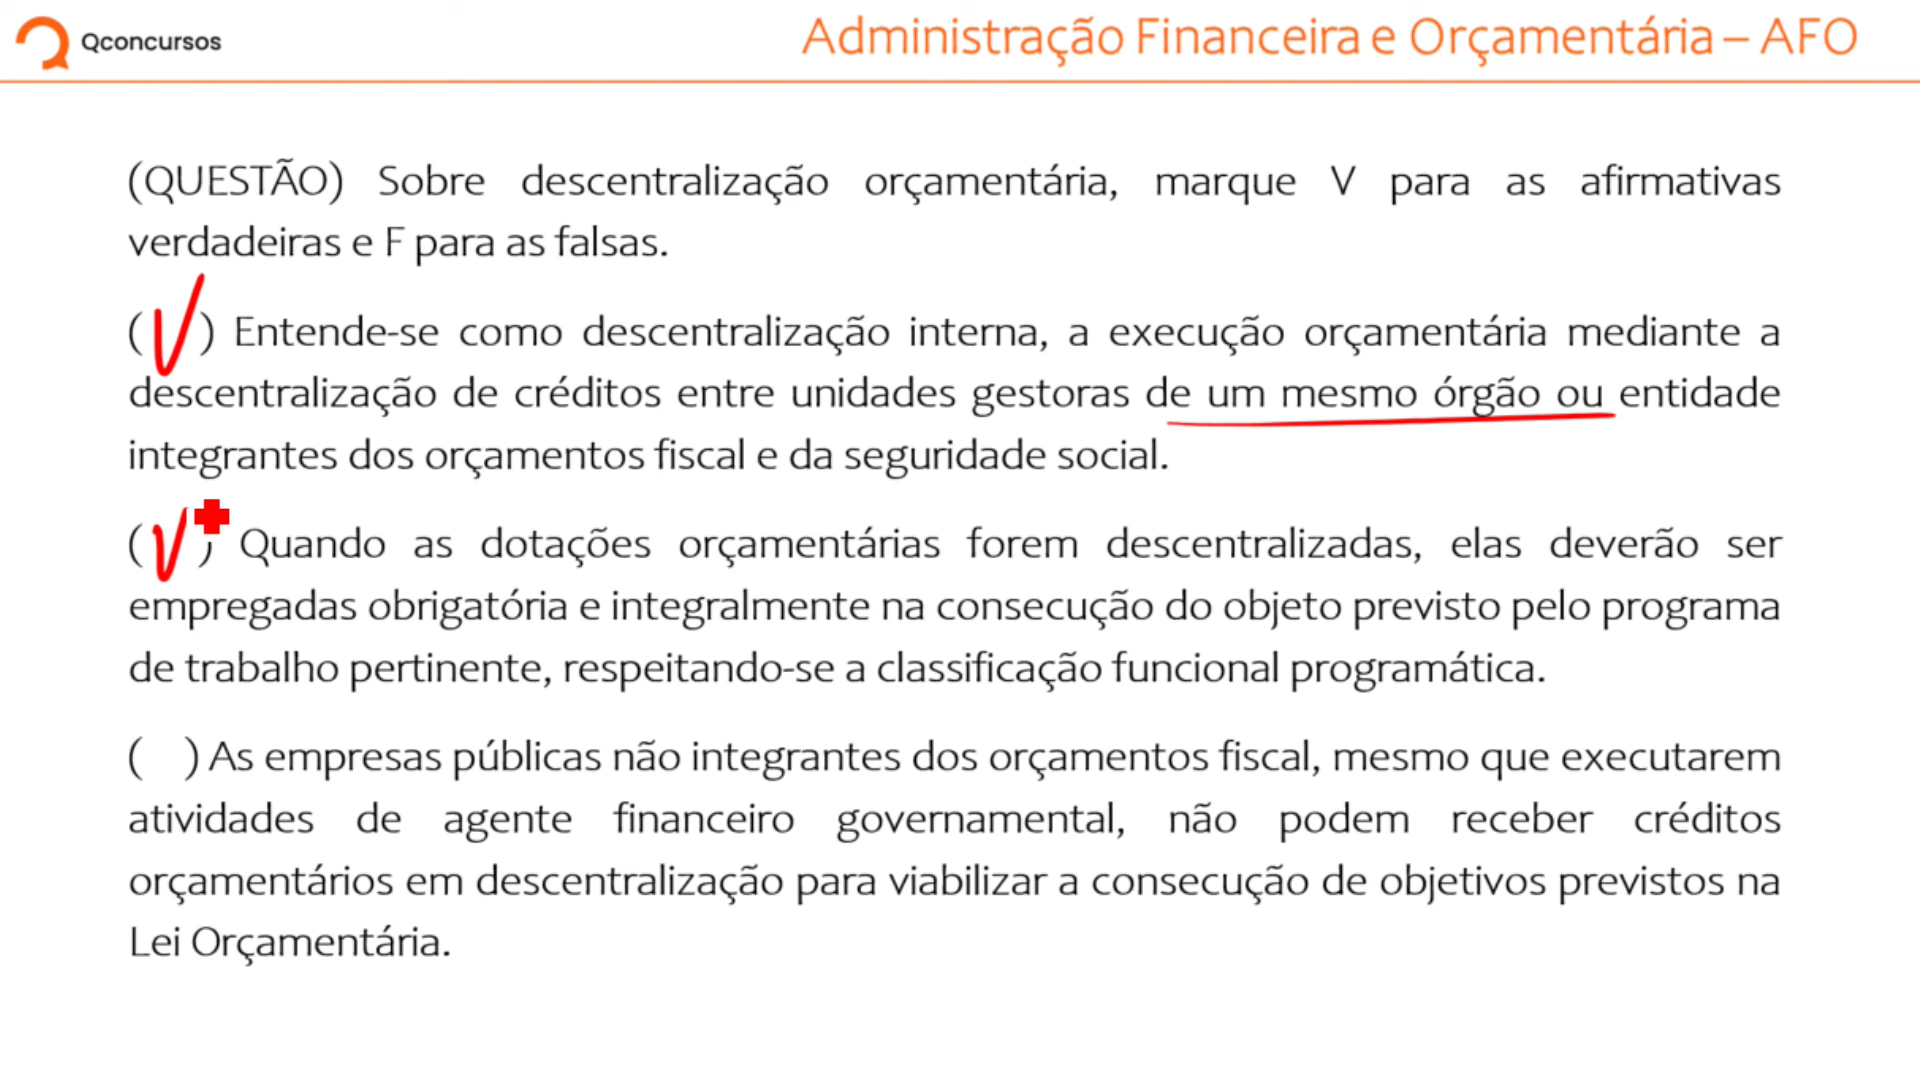 Qconcursos
Administração Financeira e Orçamentária – AFO
(QUESTÃO) Sobre descentralização orçamentária, marque V para as afirmativas
verdadeiras e F para as falsas.
(V) Entende-se como descentralização interna, a execução orçamentária mediante a
descentralização de créditos entre unidades gestoras de um mesmo órgão ou entidade
integrantes dos orçamentos fiscal e da seguridade social.
(V) Quando as dotações orçamentárias forem descentralizadas, elas deverão ser
empregadas obrigatória e integralmente na consecução do objeto previsto pelo programa
de trabalho pertinente, respeitando-se a classificação funcional programática.
( ) As empresas públicas não integrantes dos orçamentos fiscal, mesmo que executarem
atividades de agente financeiro governamental, não podem receber créditos
orçamentários em descentralização para viabilizar a consecução de objetivos previstos na
Lei Orçamentária.